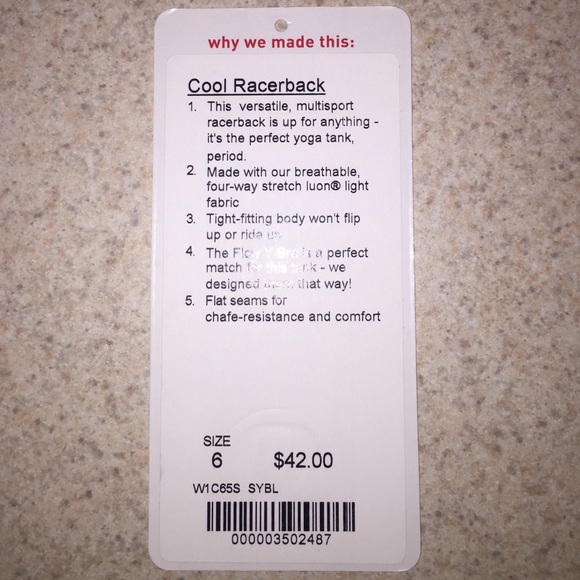 why we made this:
Cool Racerback
1. This versatile, multisport
racerback is up for anything -
it's the perfect yoga tank,
period.
2. Made with our breathable,
four-way stretch luon® light
fabric
3. Tight-fitting body won't flip
up or ride up
4. The Flow Y Bra is a perfect
match for this tank - we
designed them that way!
5. Flat seams for
chafe-resistance and comfort
SIZE
6 $42.00
W1C65S SYBL
000003502487